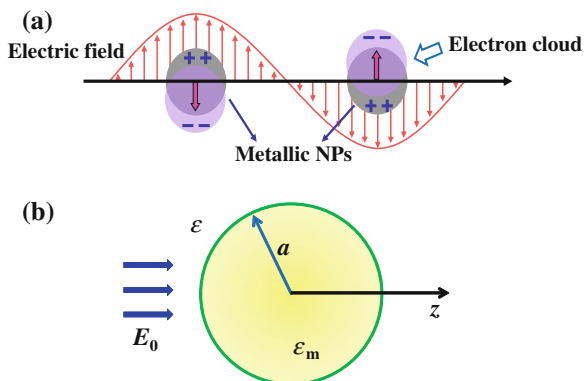 (a)
Electric field
+ +
- -
- -
+ +
Electron cloud
Metallic NPs
(b)
ε
a
E0
z
εm